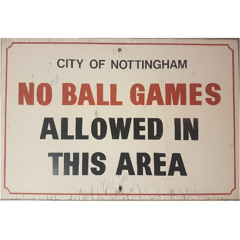 CITY OF NOTTINGHAM
NO BALL GAMES
ALLOWED IN
THIS AREA